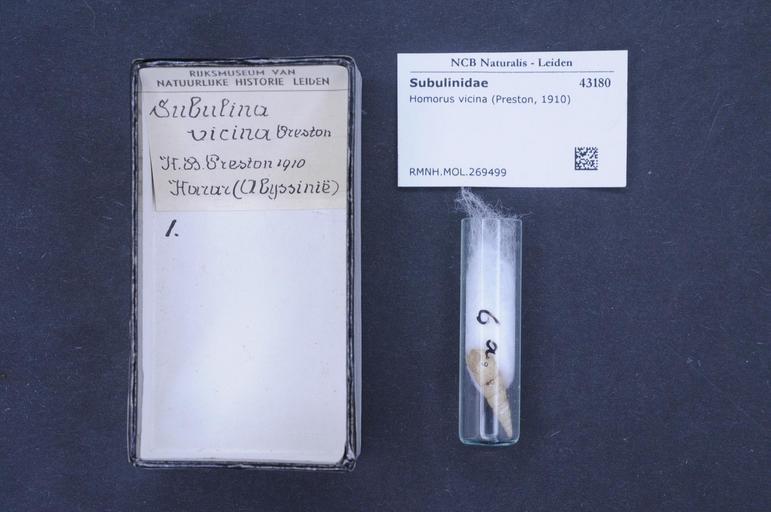 RIJKSMUSEUM VAN
NATUURLIJKE HISTORIE LEIDEN
Subulina
vicina Preston
H.B. Preston 1910
Harar (Abyssinië)
1.
NCB Naturalis - Leiden
Subulinidae 43180
Homorus vicina (Preston, 1910)
RMNH.MOL.269499
6 a.